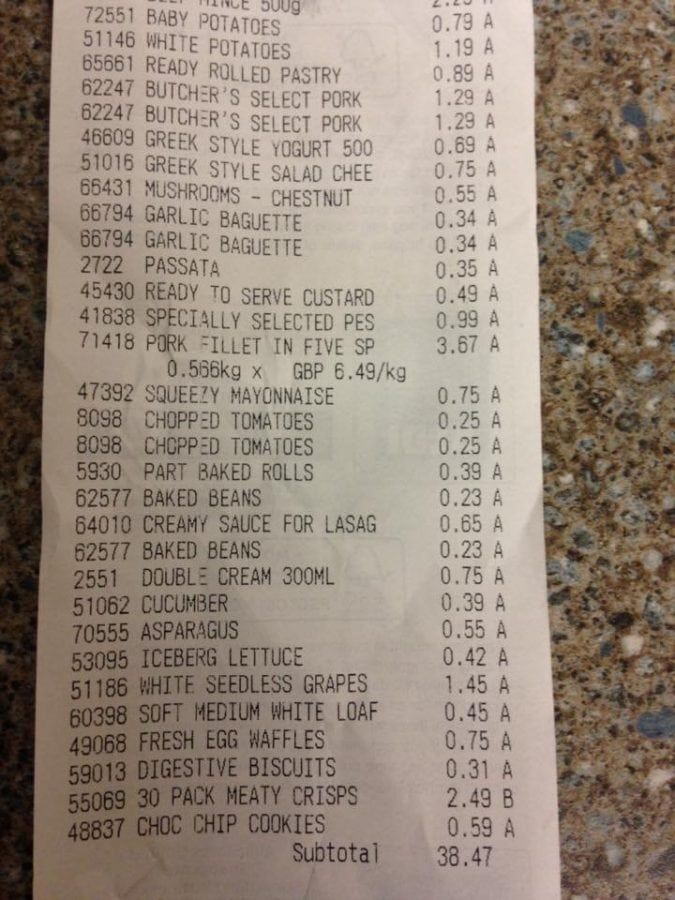 MINCE 500g
72551 BABY POTATOES 0.79 A
51146 WHITE POTATOES 1.19 A
65661 READY ROLLED PASTRY 0.89 A
62247 BUTCHER'S SELECT PORK 1.29 A
62247 BUTCHER'S SELECT PORK 1.29 A
46609 GREEK STYLE YOGURT 500 0.69 A
51016 GREEK STYLE SALAD CHEE 0.75 A
66431 MUSHROOMS - CHESTNUT 0.55 A
66794 GARLIC BAGUETTE 0.34 A
66794 GARLIC BAGUETTE 0.34 A
2722 PASSATA 0.35 A
45430 READY TO SERVE CUSTARD 0.49 A
41838 SPECIALLY SELECTED PES 0.99 A
71418 PORK FILLET IN FIVE SP 3.67 A
0.566kg x GBP 6.49/kg
47392 SQUEEZY MAYONNAISE 0.75 A
8098 CHOPPED TOMATOES 0.25 A
8098 CHOPPED TOMATOES 0.25 A
5930 PART BAKED ROLLS 0.39 A
62577 BAKED BEANS 0.23 A
64010 CREAMY SAUCE FOR LASAG 0.65 A
62577 BAKED BEANS 0.23 A
2551 DOUBLE CREAM 300ML 0.75 A
51062 CUCUMBER 0.39 A
70555 ASPARAGUS 0.55 A
53095 ICEBERG LETTUCE 0.42 A
51186 WHITE SEEDLESS GRAPES 1.45 A
60398 SOFT MEDIUM WHITE LOAF 0.45 A
49068 FRESH EGG WAFFLES 0.75 A
59013 DIGESTIVE BISCUITS 0.31 A
55069 30 PACK MEATY CRISPS 2.49 B
48837 CHOC CHIP COOKIES 0.59 A
Subtotal 38.47